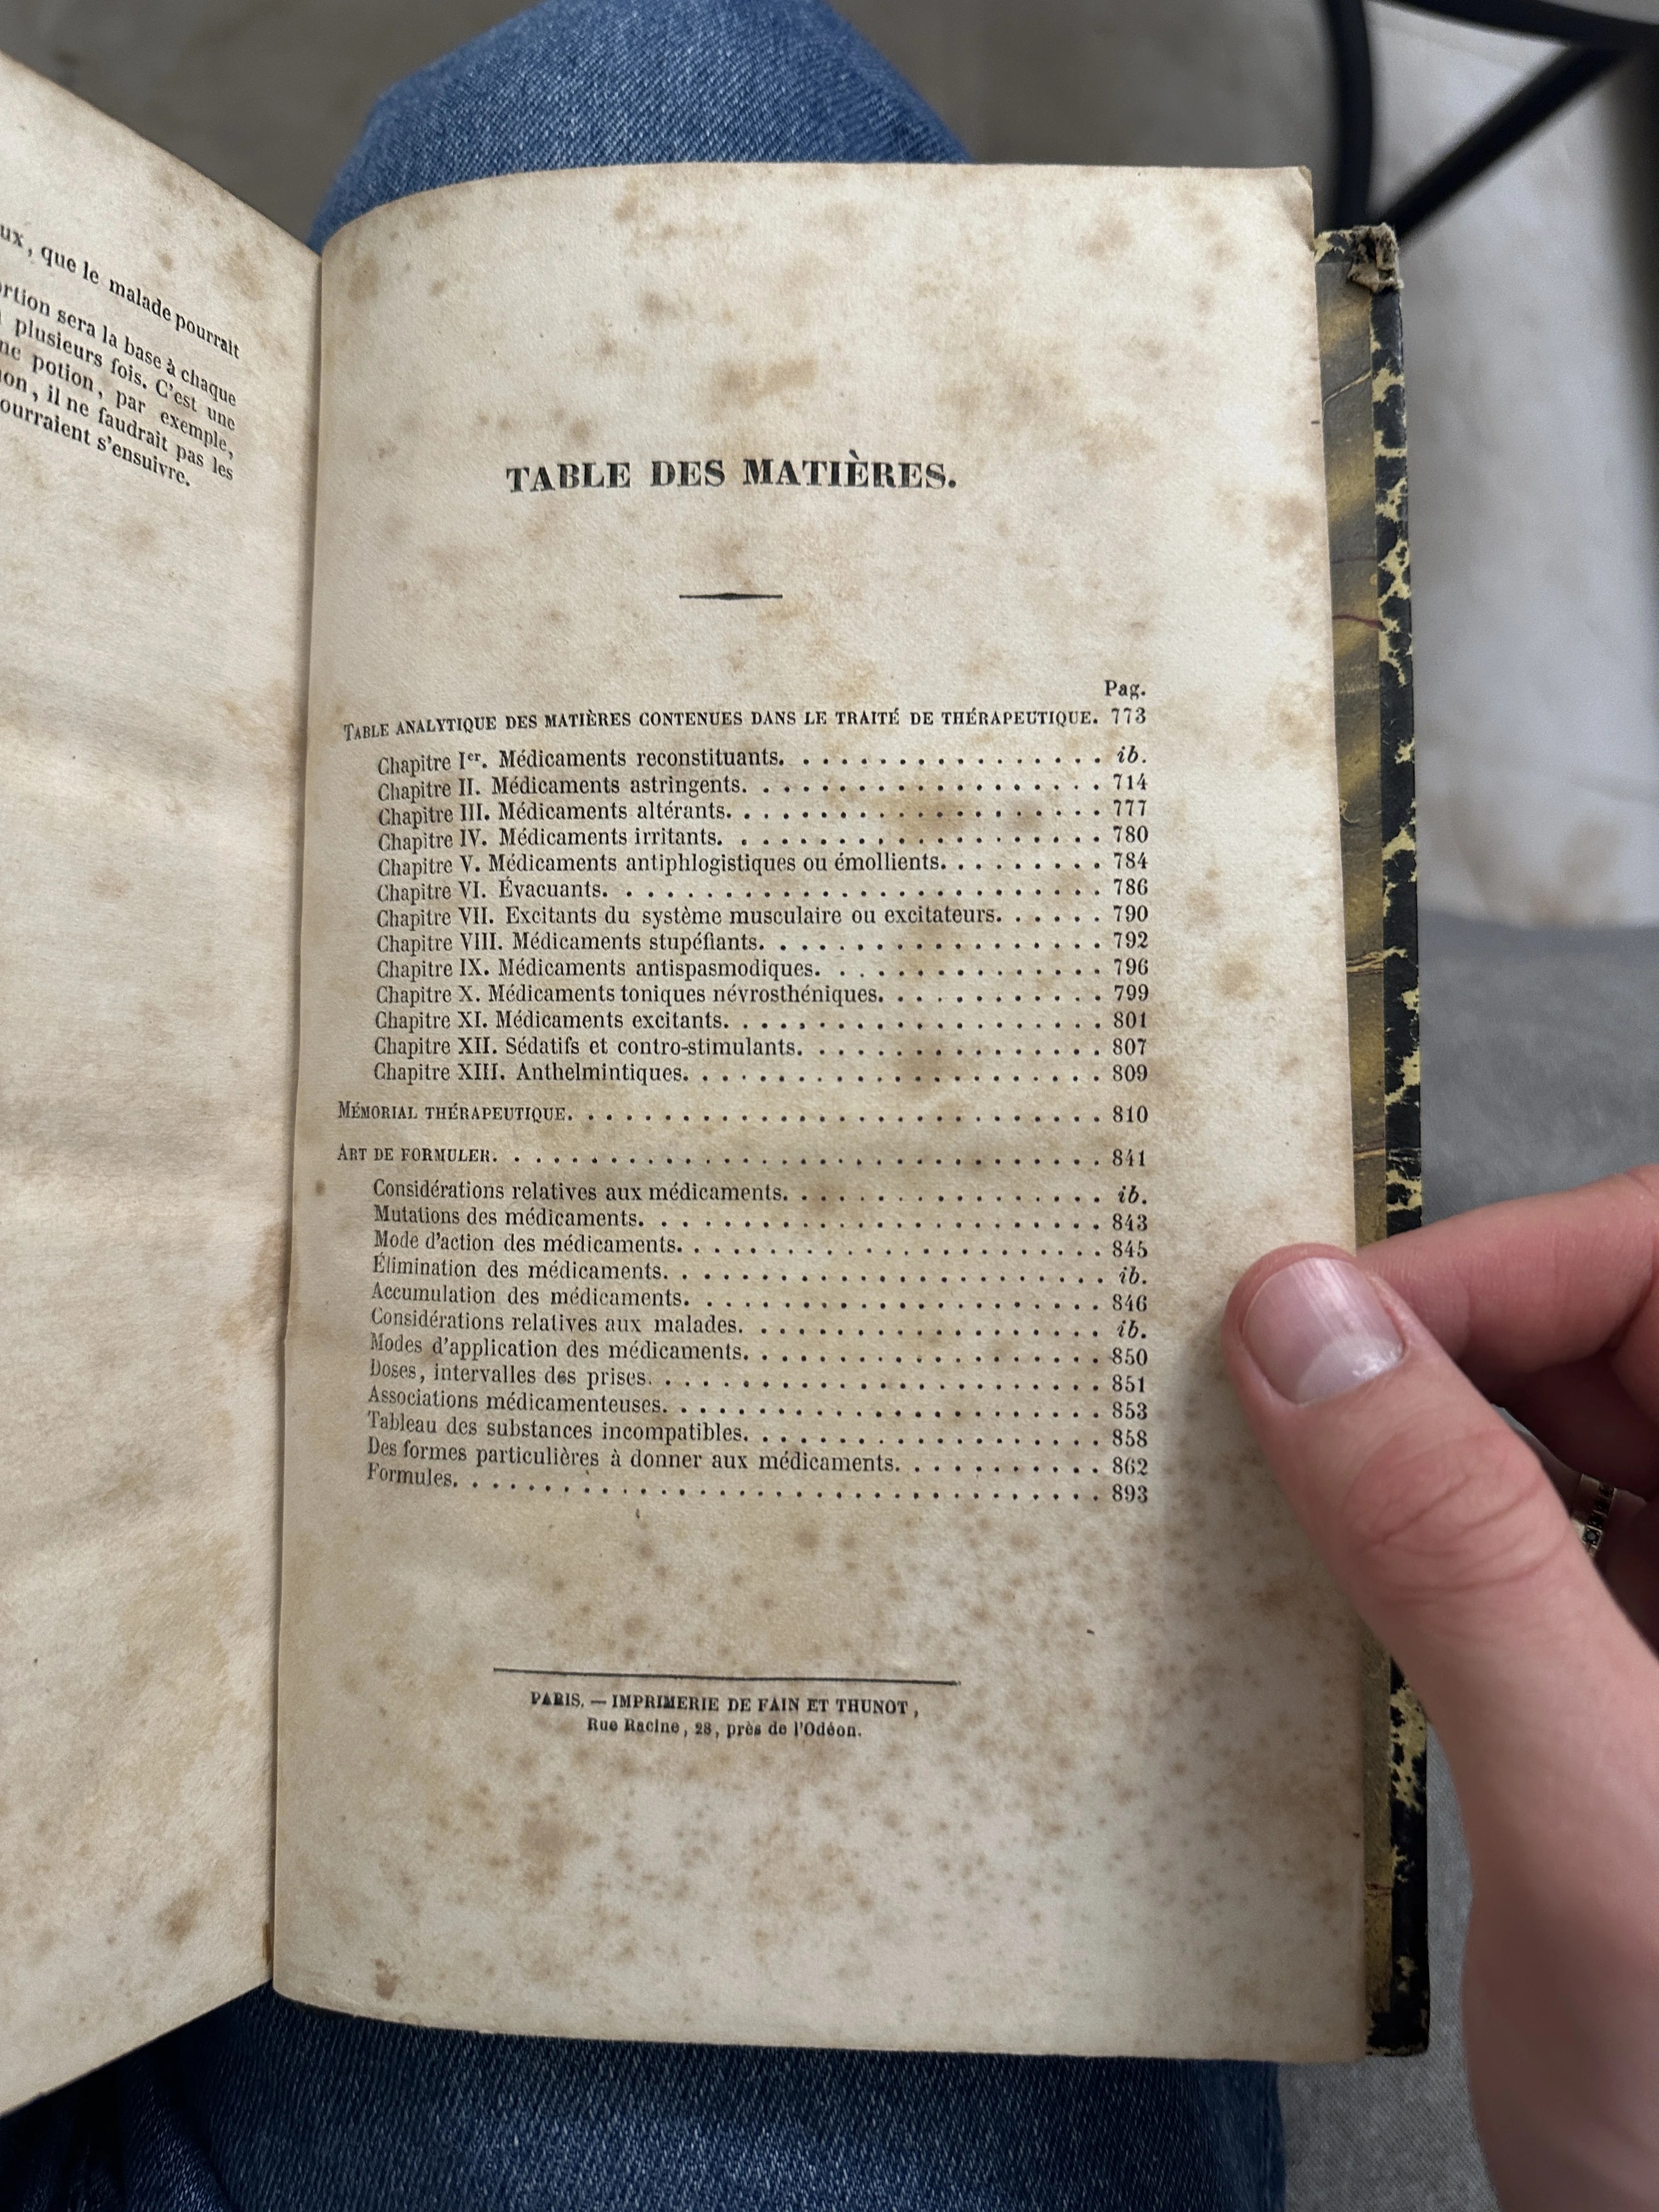 ux, que le malade pourrait
rtion sera la base à chaque
plusieurs fois. C'est une
potion, par exemple,
il ne faudrait pas les
ourraient s'ensuivre.
TABLE DES MATIÈRES.
Pag.
TABLE ANALYTIQUE DES MATIÈRES CONTENUES DANS LE TRAITÉ DE THÉRAPEUTIQUE. 773
Chapitre Ier. Médicaments reconstituants. . . . . . . . . . . . . . . . . ib.
Chapitre II. Médicaments astringents. . . . . . . . . . . . . . . . . . . 714
Chapitre III. Médicaments altérants. . . . . . . . . . . . . . . . . . . . 777
Chapitre IV. Médicaments irritants. . . . . . . . . . . . . . . . . . . . 780
Chapitre V. Médicaments antiphlogistiques ou émollients. . . . . . . . . 784
Chapitre VI. Évacuants. . . . . . . . . . . . . . . . . . . . . . . . . . 786
Chapitre VII. Excitants du système musculaire ou excitateurs. . . . . . 790
Chapitre VIII. Médicaments stupéfiants. . . . . . . . . . . . . . . . . . 792
Chapitre IX. Médicaments antispasmodiques. . . . . . . . . . . . . . . . 796
Chapitre X. Médicaments toniques névrosthéniques. . . . . . . . . . . . 799
Chapitre XI. Médicaments excitants. . . . . . . . . . . . . . . . . . . . 801
Chapitre XII. Sédatifs et contro-stimulants. . . . . . . . . . . . . . . . 807
Chapitre XIII. Anthelmintiques. . . . . . . . . . . . . . . . . . . . . . 809
MÉMORIAL THÉRAPEUTIQUE. . . . . . . . . . . . . . . . . . . . . . . . . . . 810
ART DE FORMULER. . . . . . . . . . . . . . . . . . . . . . . . . . . . . . 841
Considérations relatives aux médicaments. . . . . . . . . . . . . . . . . ib.
Mutations des médicaments. . . . . . . . . . . . . . . . . . . . . . . . 843
Mode d'action des médicaments. . . . . . . . . . . . . . . . . . . . . . 845
Élimination des médicaments. . . . . . . . . . . . . . . . . . . . . . . ib.
Accumulation des médicaments. . . . . . . . . . . . . . . . . . . . . . 846
Considérations relatives aux malades. . . . . . . . . . . . . . . . . . . ib.
Modes d'application des médicaments. . . . . . . . . . . . . . . . . . . 850
Doses, intervalles des prises. . . . . . . . . . . . . . . . . . . . . . . 851
Associations médicamenteuses. . . . . . . . . . . . . . . . . . . . . . . 853
Tableau des substances incompatibles. . . . . . . . . . . . . . . . . . . 858
Des formes particulières à donner aux médicaments. . . . . . . . . . . 862
Formules. . . . . . . . . . . . . . . . . . . . . . . . . . . . . . . . . 893
PARIS. — IMPRIMERIE DE FAIN ET THUNOT,
Rue Racine, 28, près de l'Odéon.